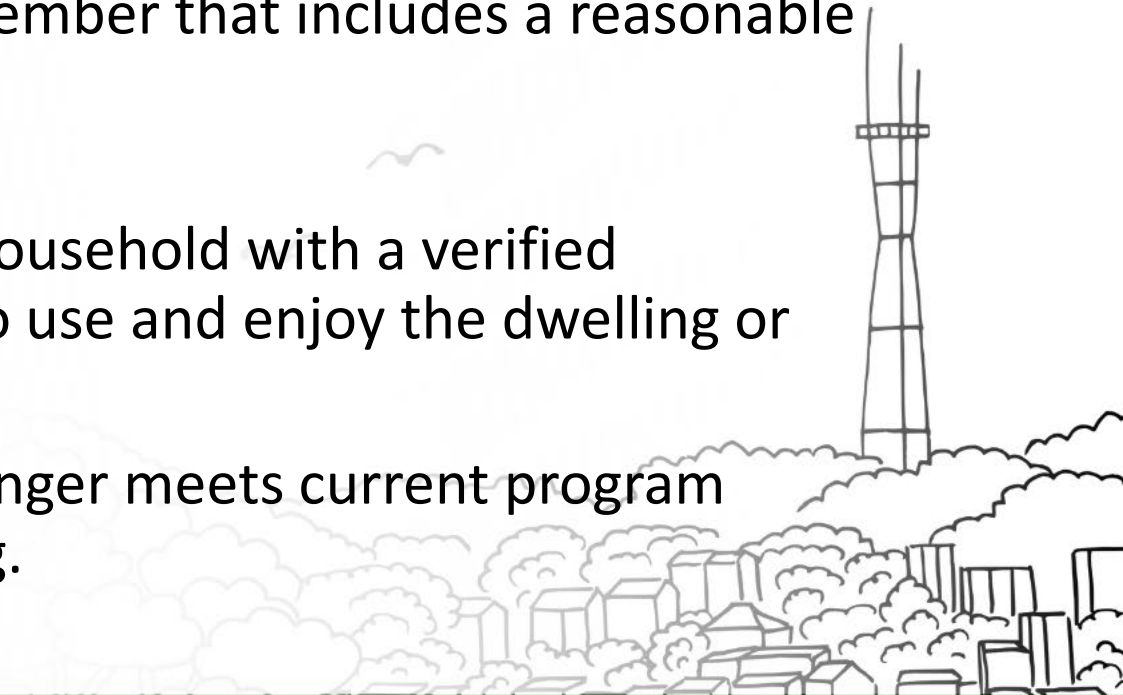 ember that includes a reasonable
ousehold with a verified
o use and enjoy the dwelling or
nger meets current program
g.